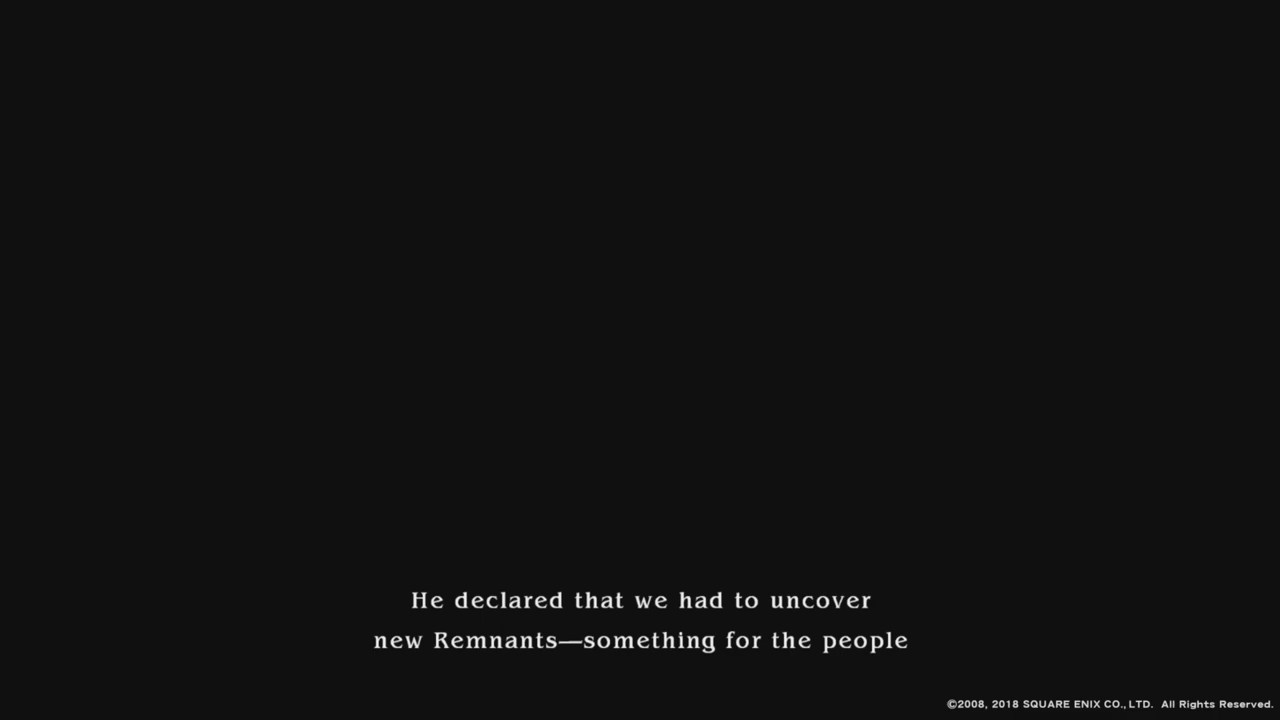 He declared that we had to uncover
new Remnants—something for the people
©2008, 2018 SQUARE ENIX CO., LTD. All Rights Reserved.